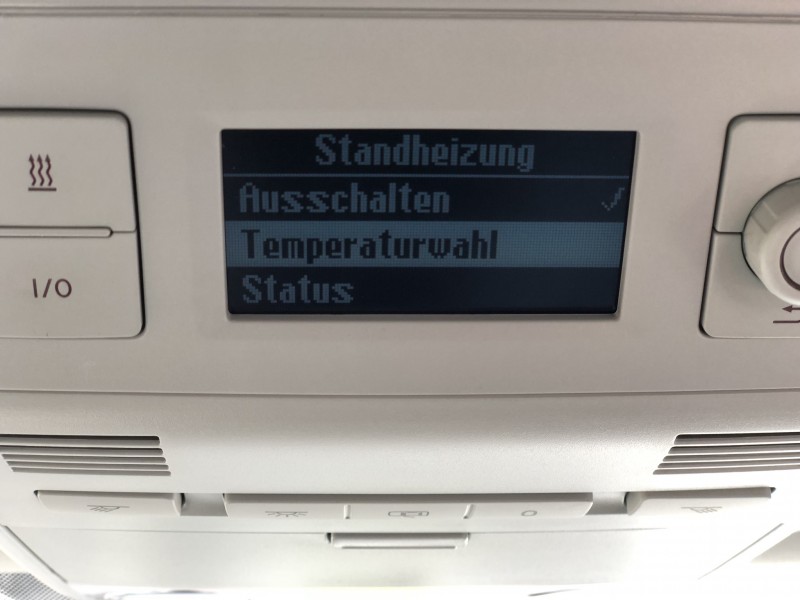 Standheizung
Ausschalten
Temperaturwahl
Status
I/O
O